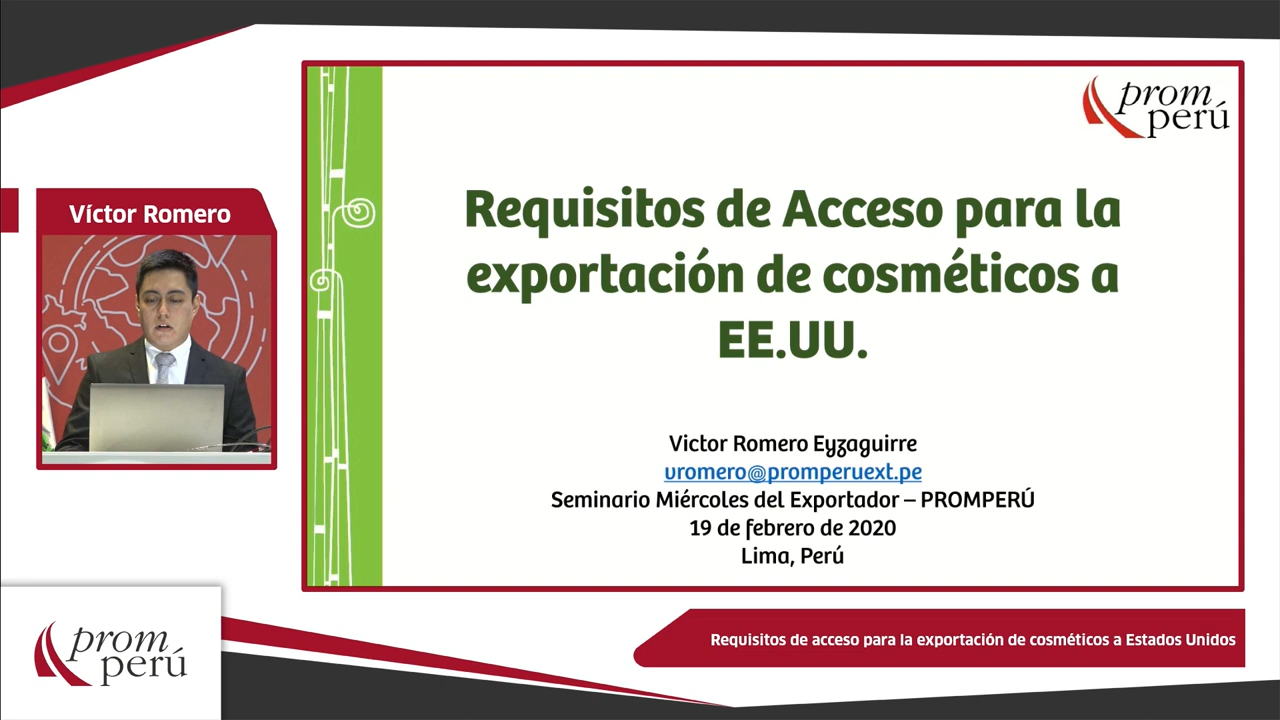 prom
perú
Requisitos de Acceso para la
exportación de cosméticos a
EE.UU.
Víctor Romero
Victor Romero Eyzaguirre
vromero@promperuext.pe
Seminario Miércoles del Exportador – PROMPERÚ
19 de febrero de 2020
Lima, Perú
Requisitos de acceso para la exportación de cosméticos a Estados Unidos
prom
perú